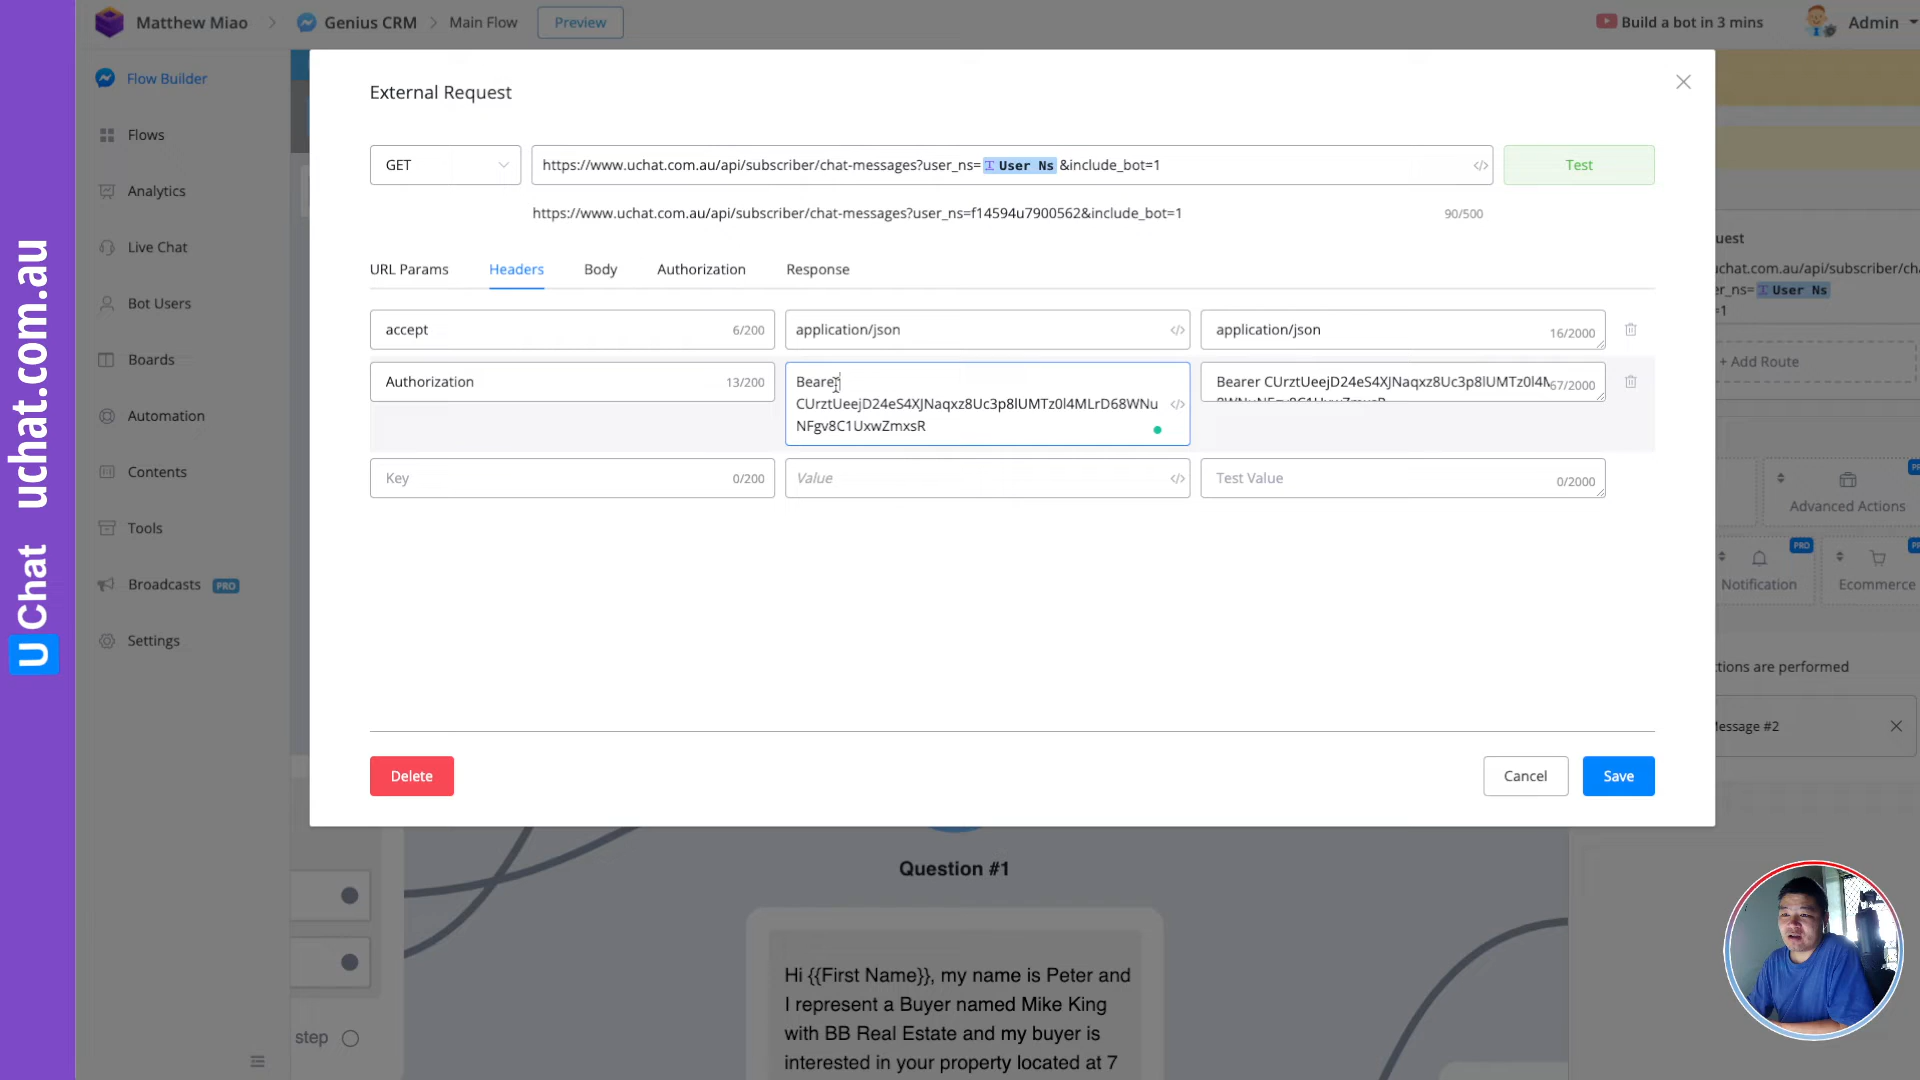 Matthew Miao
Genius CRM
Main Flow
Preview
Build a bot in 3 mins
Admin
Flow Builder
Flows
Analytics
Live Chat
Bot Users
Boards
Automation
Contents
Tools
Broadcasts PRO
Settings
UChat uchat.com.au
External Request
GET
https://www.uchat.com.au/api/subscriber/chat-messages?user_ns= User Ns &include_bot=1
Test
https://www.uchat.com.au/api/subscriber/chat-messages?user_ns=f14594u7900562&include_bot=1
90/500
URL Params
Headers
Body
Authorization
Response
accept 6/200
application/json
application/json 16/2000
Authorization 13/200
Bearer
CUrztUeejD24eS4XJNaqxz8Uc3p8lUMTz0l4MLrD68WNu
NFgv8C1UxwZmxsR
Bearer CUrztUeejD24eS4XJNaqxz8Uc3p8lUMTz0l4M 67/2000
Key 0/200
Value
Test Value 0/2000
Delete
Cancel
Save
uest
uchat.com.au/api/subscriber/cha
er_ns= User Ns
=1
+ Add Route
Advanced Actions
PRO
Notification
Ecommerce
tions are performed
Message #2
step
Question #1
Hi {{First Name}}, my name is Peter and
I represent a Buyer named Mike King
with BB Real Estate and my buyer is
interested in your property located at 7